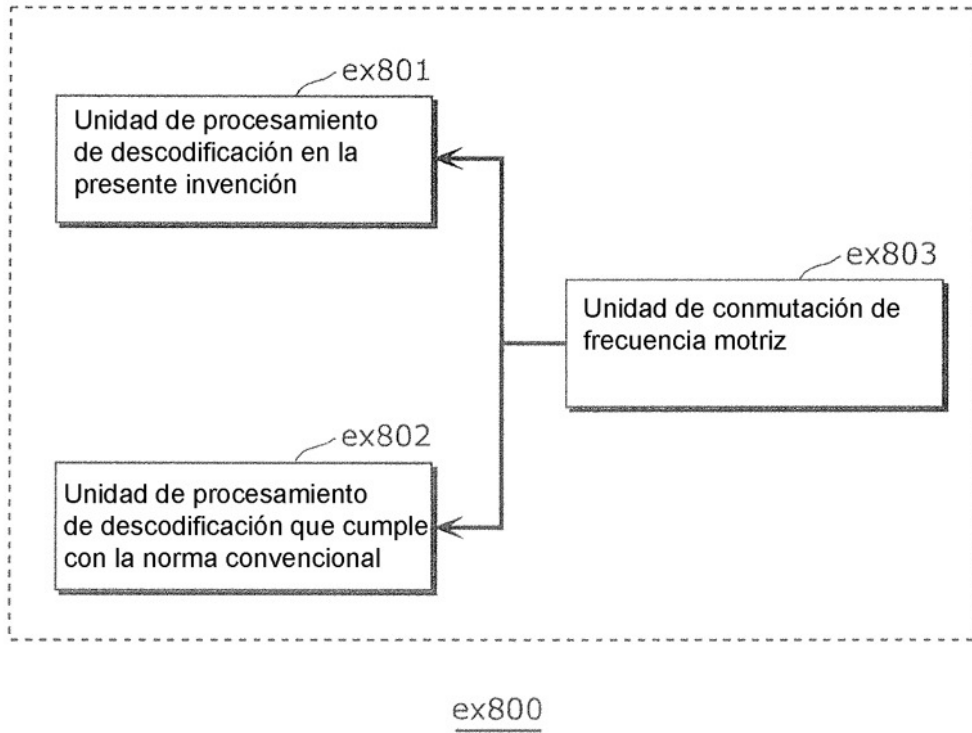 ex801
Unidad de procesamiento
de descodificación en la
presente invención
ex803
Unidad de conmutación de
frecuencia motriz
ex802
Unidad de procesamiento
de descodificación que cumple
con la norma convencional
ex800